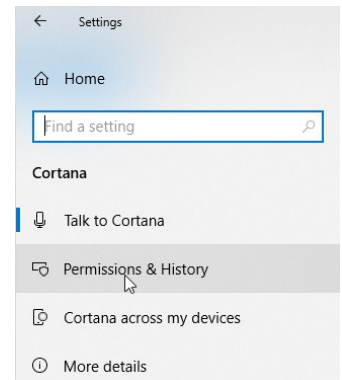 Settings
Home
Find a setting
Cortana
Talk to Cortana
Permissions & History
Cortana across my devices
More details